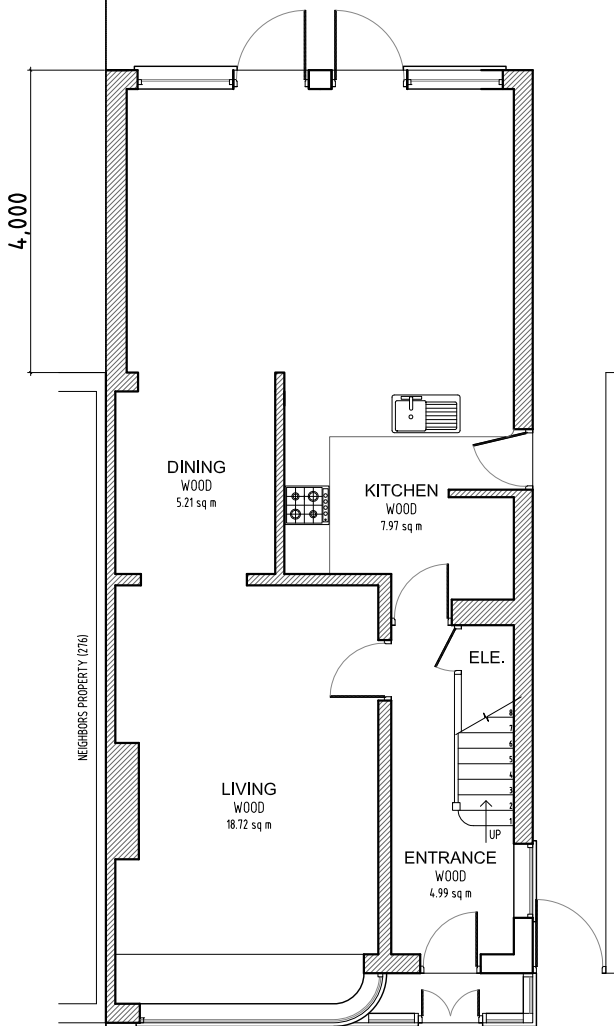 4,000
DINING
WOOD
5.21 sq m
KITCHEN
WOOD
7.97 sq m
NEIGHBORS PROPERTY (276)
ELE.
8
7
6
5
4
3
2
1
UP
LIVING
WOOD
18.72 sq m
ENTRANCE
WOOD
4.99 sq m